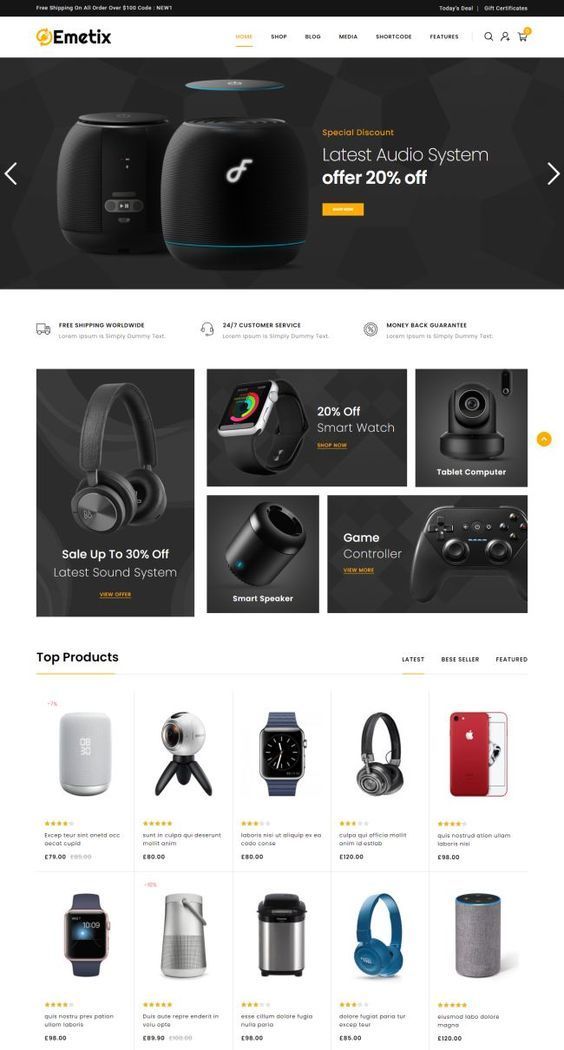 Free Shipping On All Order Over $100 Code : NEW1
Today's Deal | Gift Certificates
Emetix
HOME SHOP BLOG MEDIA SHORTCODE FEATURES
0
Special Discount
Latest Audio System
offer 20% off
SHOP NOW
FREE SHIPPING WORLDWIDE
Lorem Ipsum is Simply Dummy Text.
24/7 CUSTOMER SERVICE
Lorem Ipsum is Simply Dummy Text.
MONEY BACK GUARANTEE
Lorem Ipsum is Simply Dummy Text.
Sale Up To 30% Off
Latest Sound System
VIEW OFFER
20% Off
Smart Watch
SHOP NOW
Tablet Computer
Smart Speaker
Game
Controller
VIEW MORE
Top Products
LATEST BESE SELLER FEATURED
-7%
Excep teur sint onetd occ
aecat cupid
£79.00 £85.00
sunt in culpa qui deserunt
mollit anim
£80.00
laboris nisi ut aliquip ex ea
codo conse
£80.00
culpa qui officia mollit
anim id estlab
£120.00
quis nostrud ation ullam
laboris nisi
£98.00
quis nostru prex pation
ullam laboris
£98.00
-10%
Duis aute repre enderit in
volu opte
£89.90 £100.00
esse cillum dolore fugia
nulla paria
£98.00
dolore fugiat paria tur
excep teur
£85.00
eiusmod labo dolore
magna
£120.00